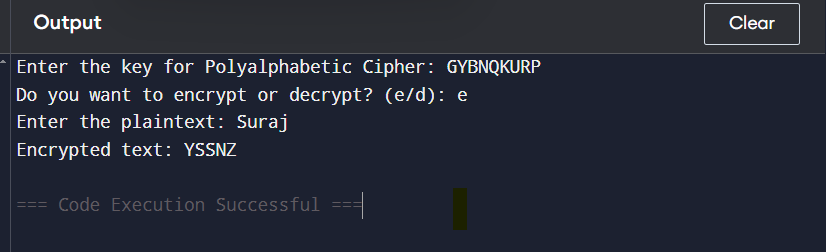 Output
Clear
Enter the key for Polyalphabetic Cipher: GYBNQKURP
Do you want to encrypt or decrypt? (e/d): e
Enter the plaintext: Suraj
Encrypted text: YSSNZ
=== Code Execution Successful ===